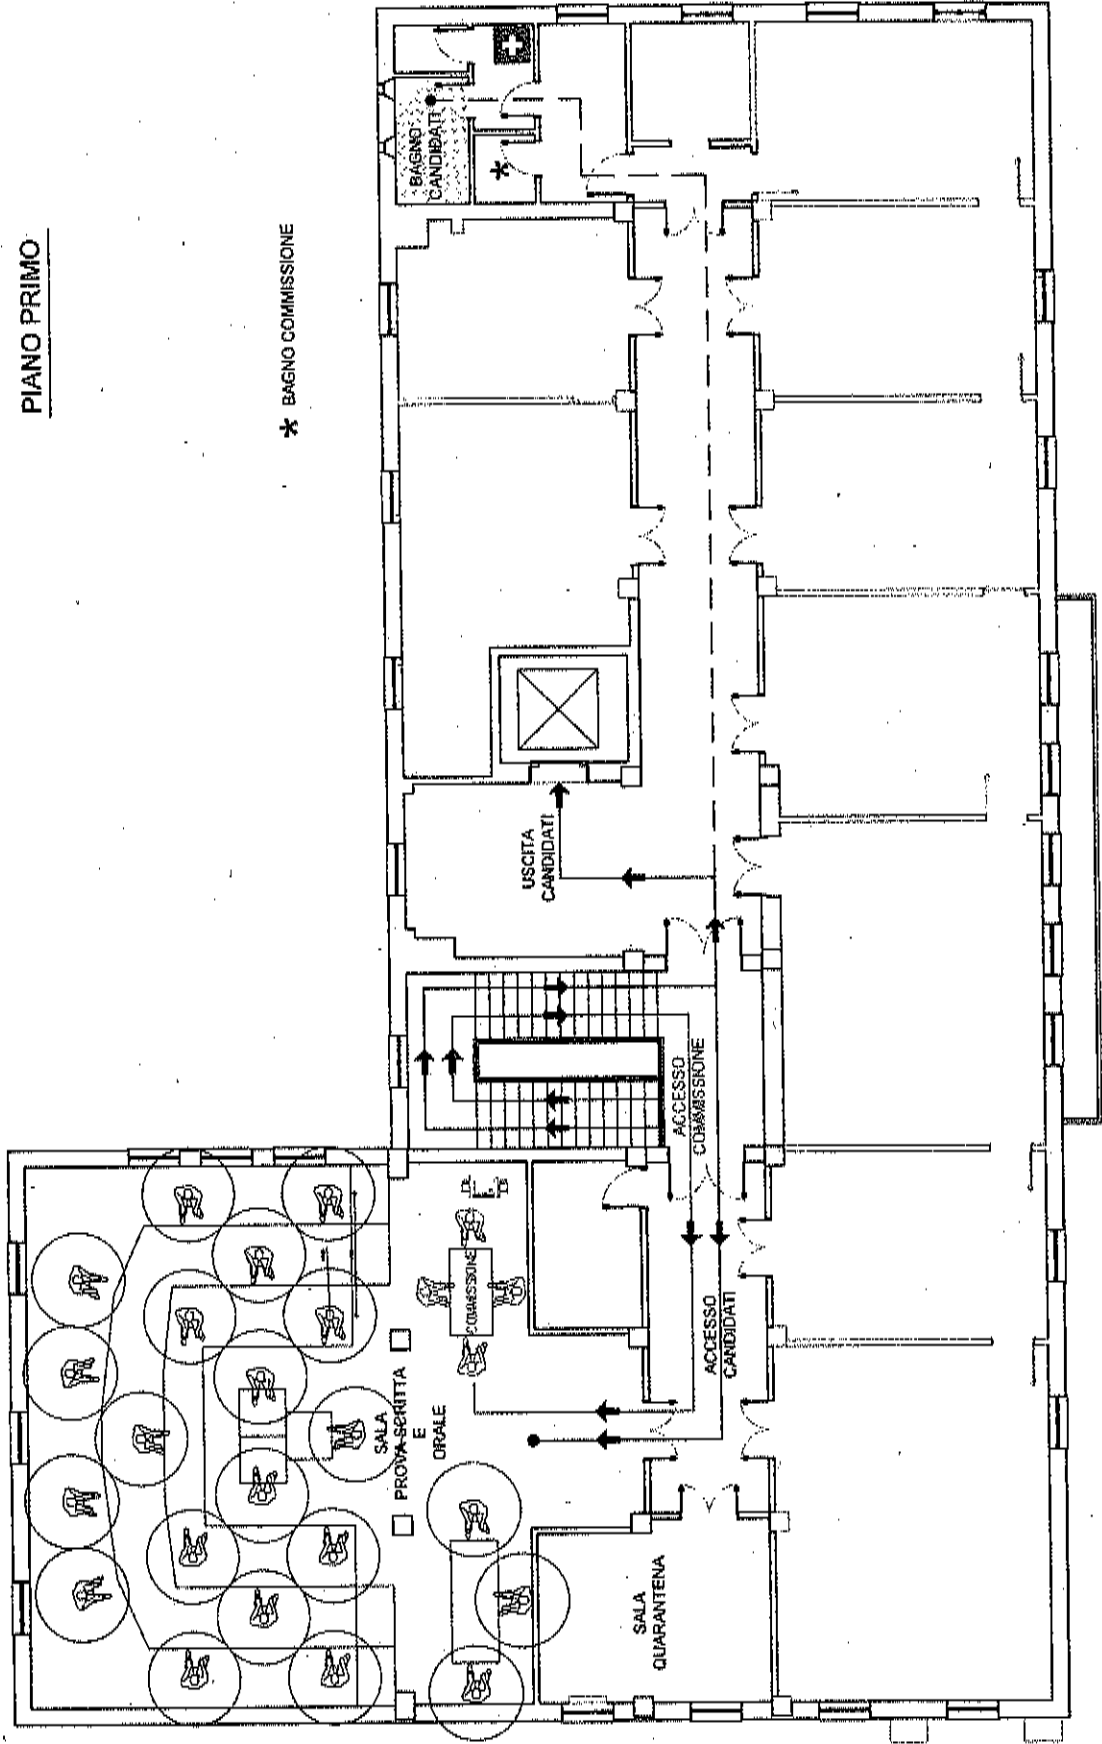 PIANO PRIMO
* BAGNO COMMISSIONE
BAGNO
CANDIDATI
*
USCITA
CANDIDATI
ACCESSO
COMMISSIONE
ACCESSO
CANDIDATI
COMMISSIONE
SALA
PROVA SCRITTA
E
ORALE
SALA
QUARANTENA